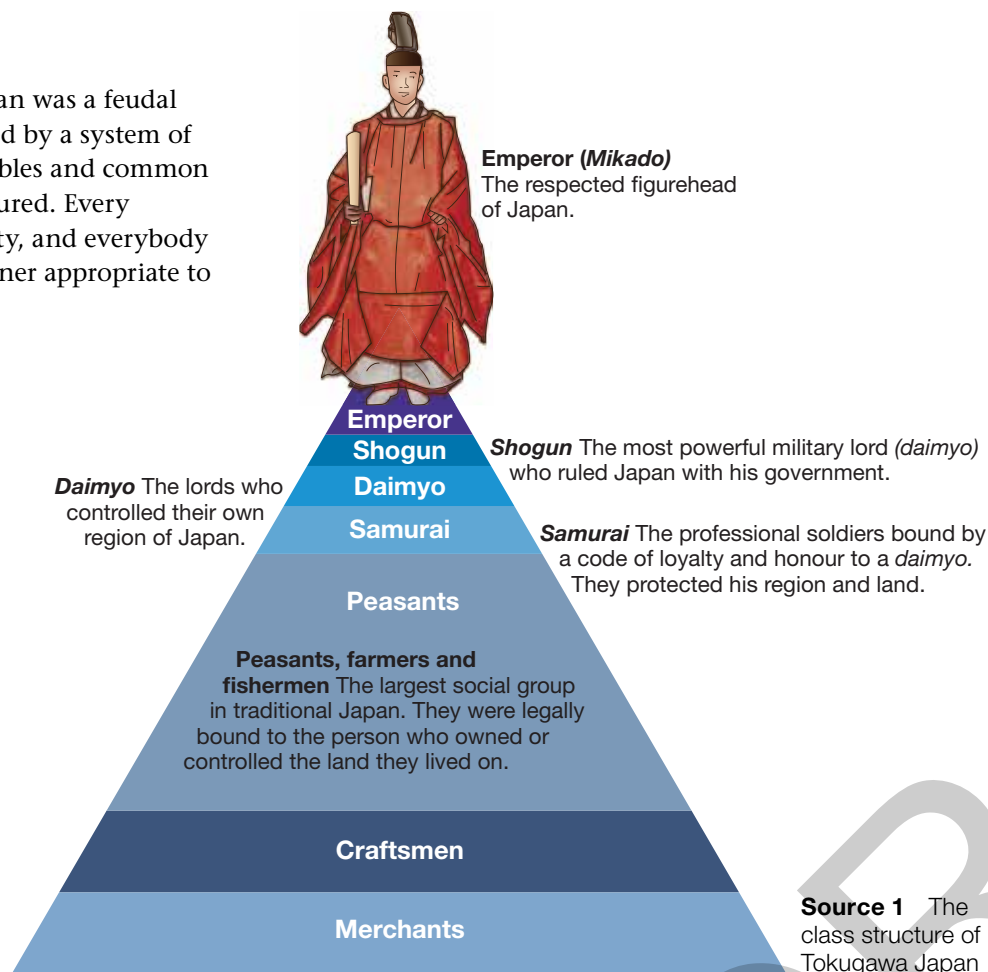 an was a feudal
d by a system of
bles and common
ured. Every
ty, and everybody
ner appropriate to
Emperor (Mikado)
The respected figurehead
of Japan.
Emperor
Shogun
Shogun The most powerful military lord (daimyo)
who ruled Japan with his government.
Daimyo The lords who
controlled their own
region of Japan.
Daimyo
Samurai
Samurai The professional soldiers bound by
a code of loyalty and honour to a daimyo.
They protected his region and land.
Peasants
Peasants, farmers and
fishermen The largest social group
in traditional Japan. They were legally
bound to the person who owned or
controlled the land they lived on.
Craftsmen
Merchants
Source 1 The
class structure of
Tokugawa Japan